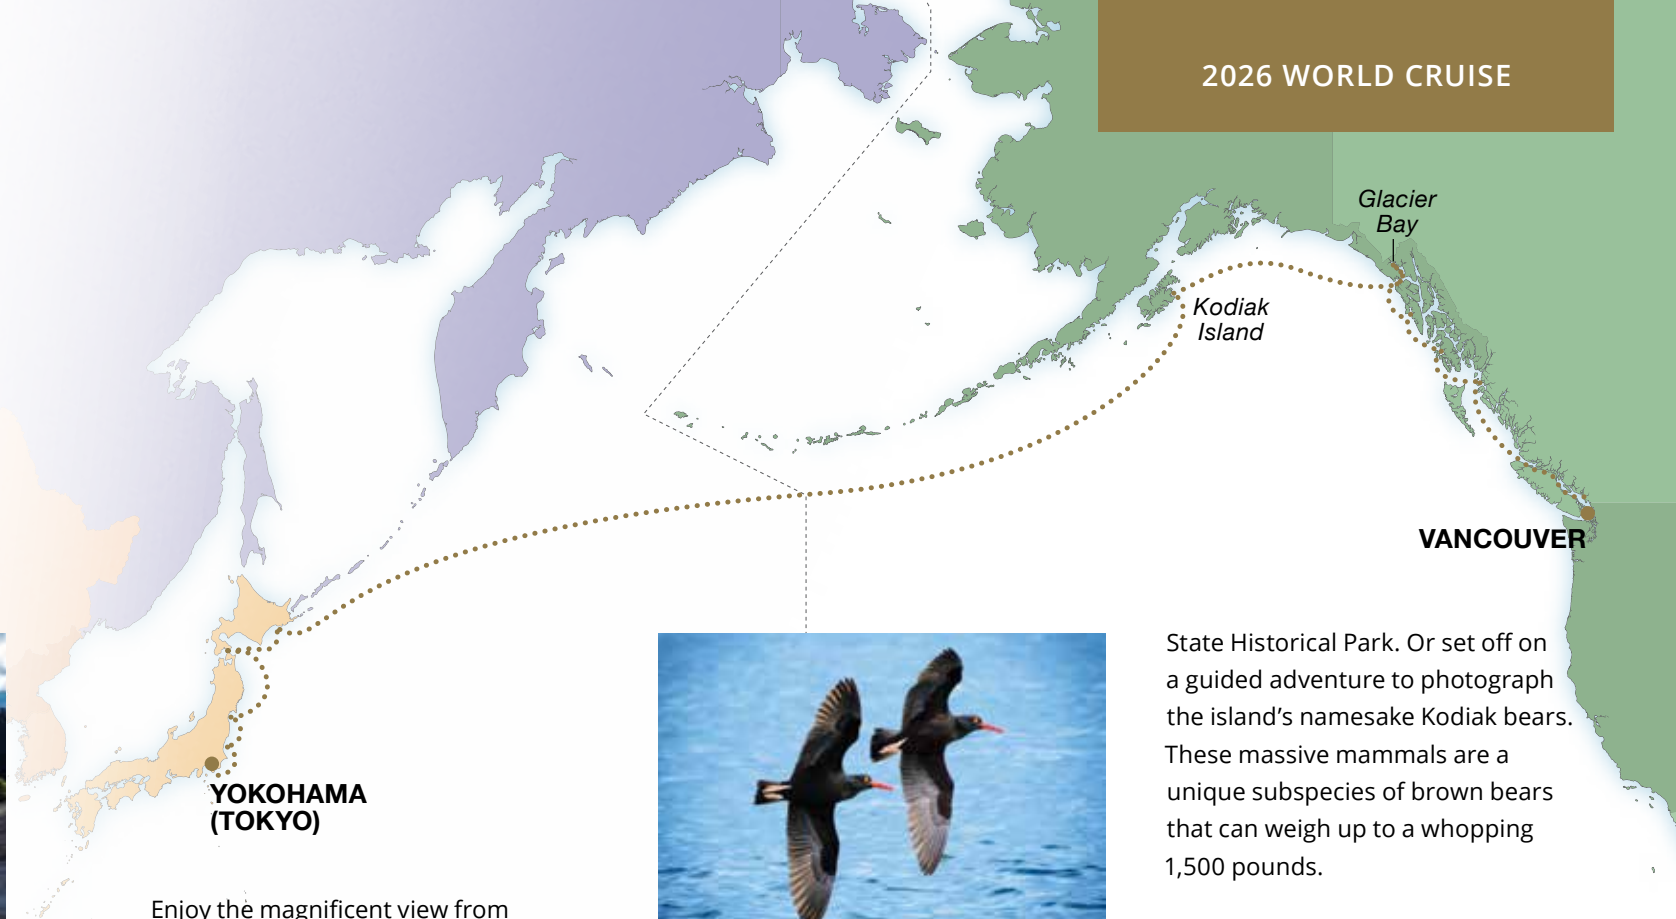 2026 WORLD CRUISE
Glacier
Bay
Kodiak
Island
VANCOUVER
YOKOHAMA
(TOKYO)
Enjoy the magnificent view from
State Historical Park. Or set off on
a guided adventure to photograph
the island’s namesake Kodiak bears.
These massive mammals are a
unique subspecies of brown bears
that can weigh up to a whopping
1,500 pounds.